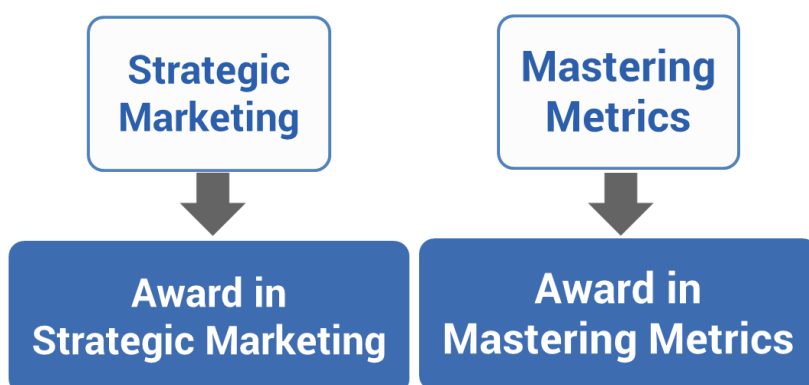 Strategic
Marketing
Mastering
Metrics
Award in
Strategic Marketing
Award in
Mastering Metrics